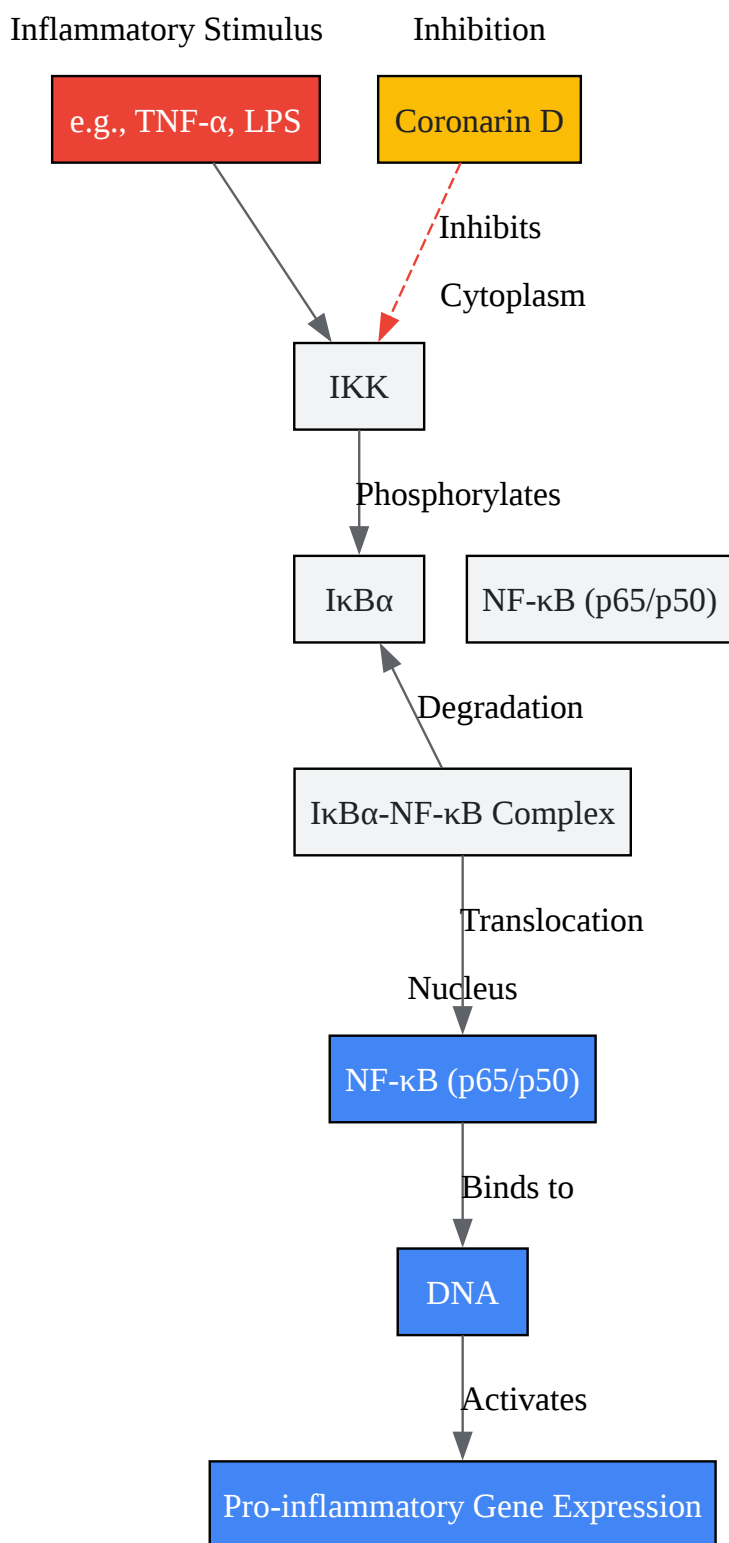 Inflammatory Stimulus
Inhibition
e.g., TNF-α, LPS
Coronarin D
Inhibits
Cytoplasm
IKK
Phosphorylates
IκBα
NF-κB (p65/p50)
Degradation
IκBα-NF-κB Complex
Translocation
Nucleus
NF-κB (p65/p50)
Binds to
DNA
Activates
Pro-inflammatory Gene Expression